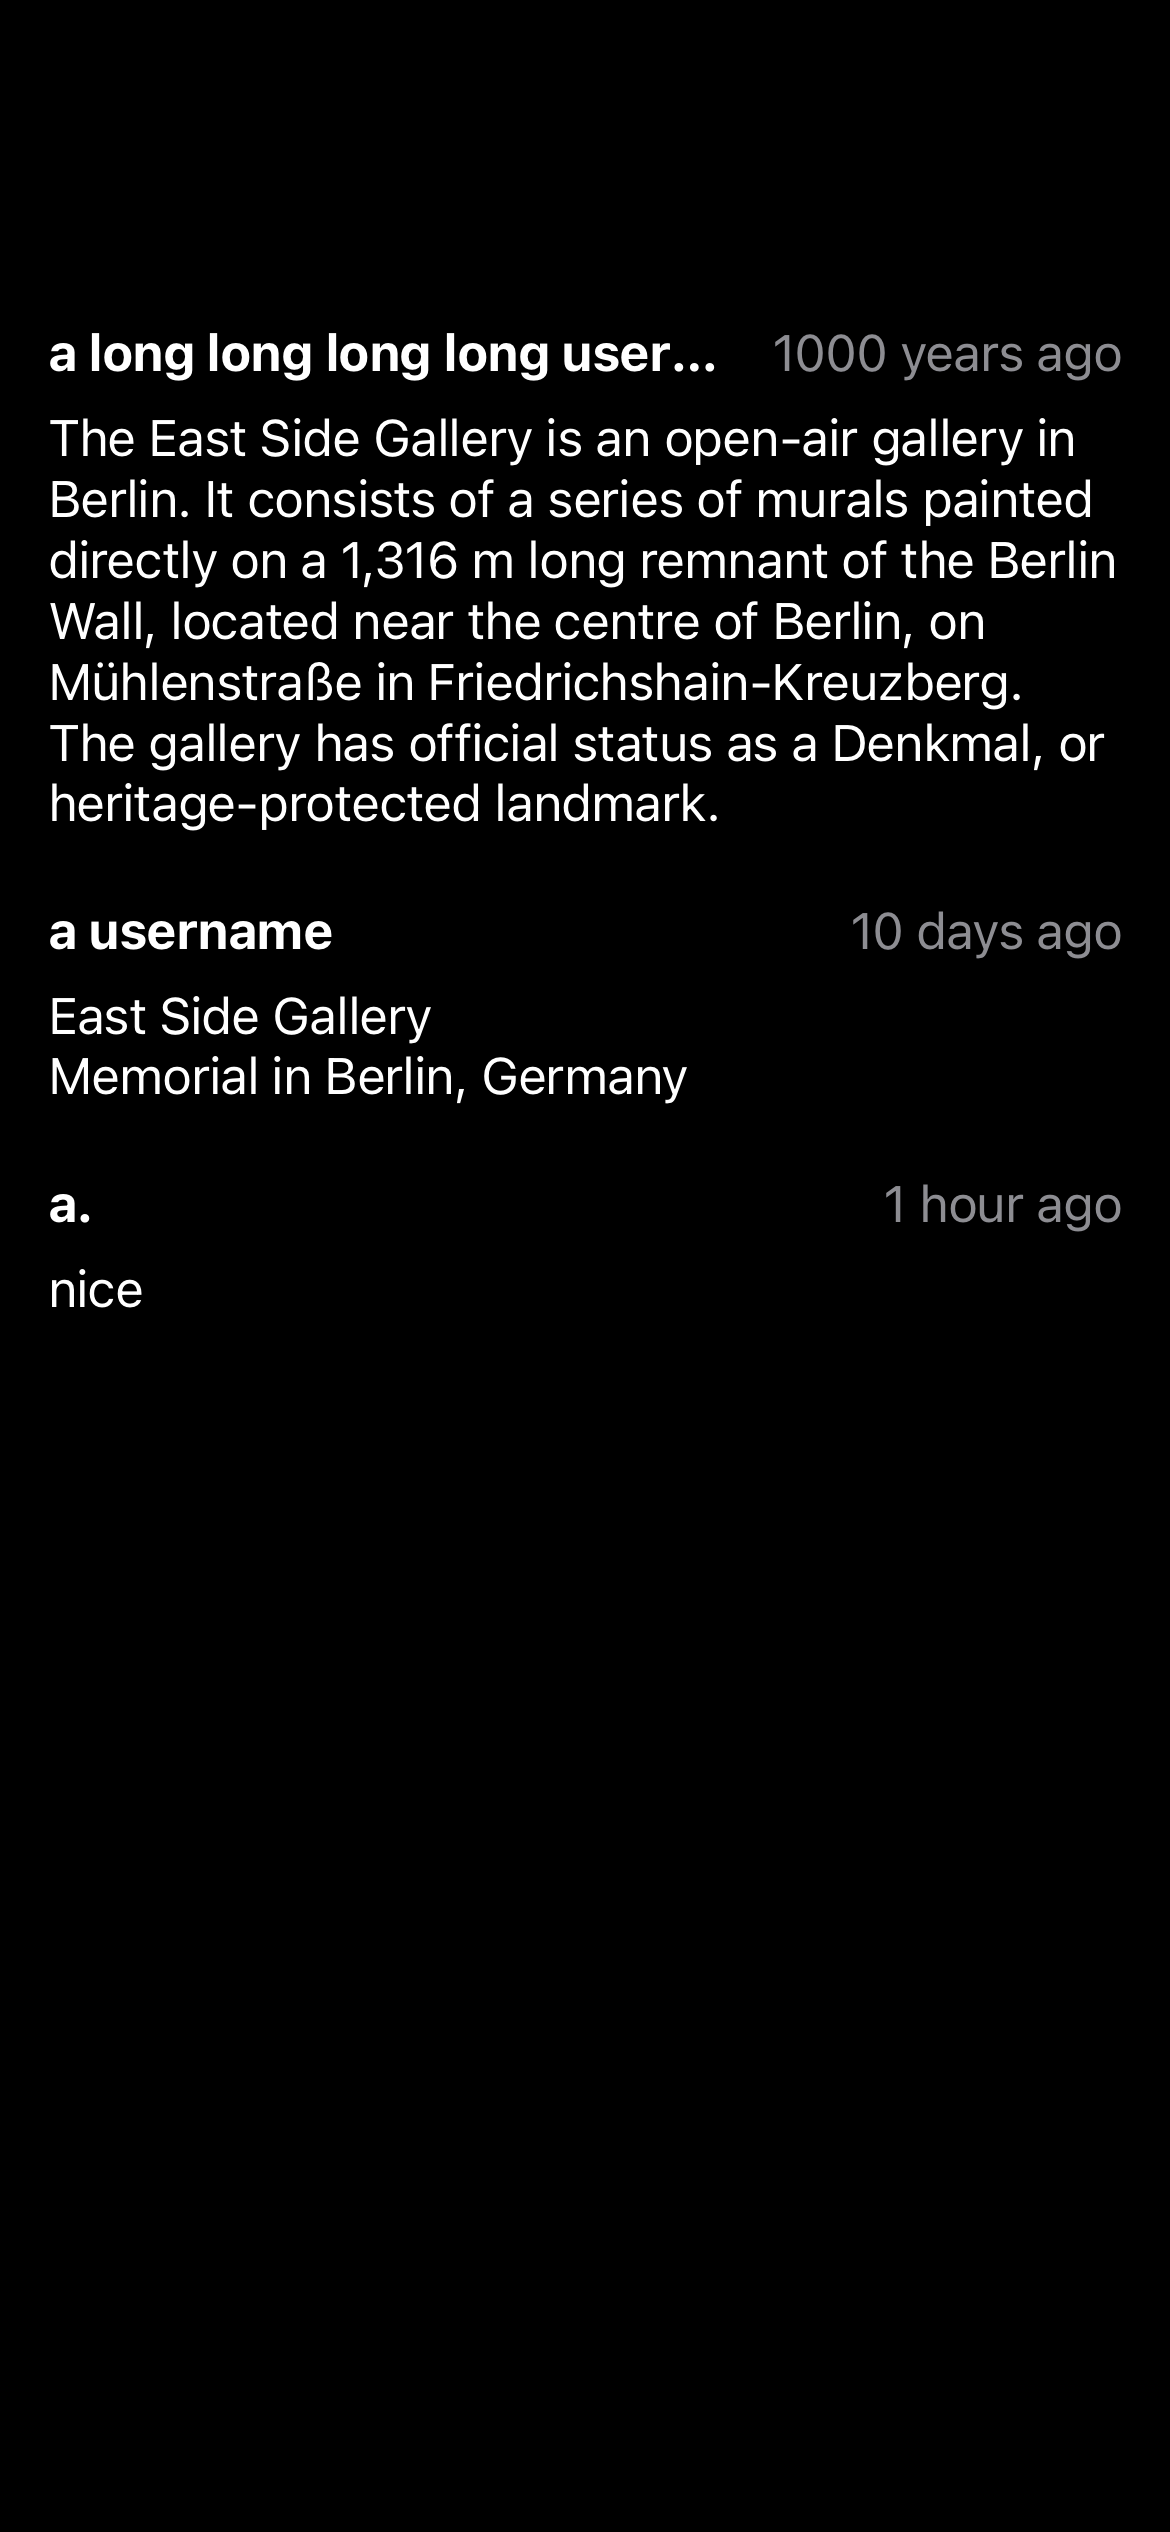 a long long long long user...
1000 years ago
The East Side Gallery is an open-air gallery in
Berlin. It consists of a series of murals painted
directly on a 1,316 m long remnant of the Berlin
Wall, located near the centre of Berlin, on
Mühlenstraße in Friedrichshain-Kreuzberg.
The gallery has official status as a Denkmal, or
heritage-protected landmark.
a username
10 days ago
East Side Gallery
Memorial in Berlin, Germany
a.
1 hour ago
nice